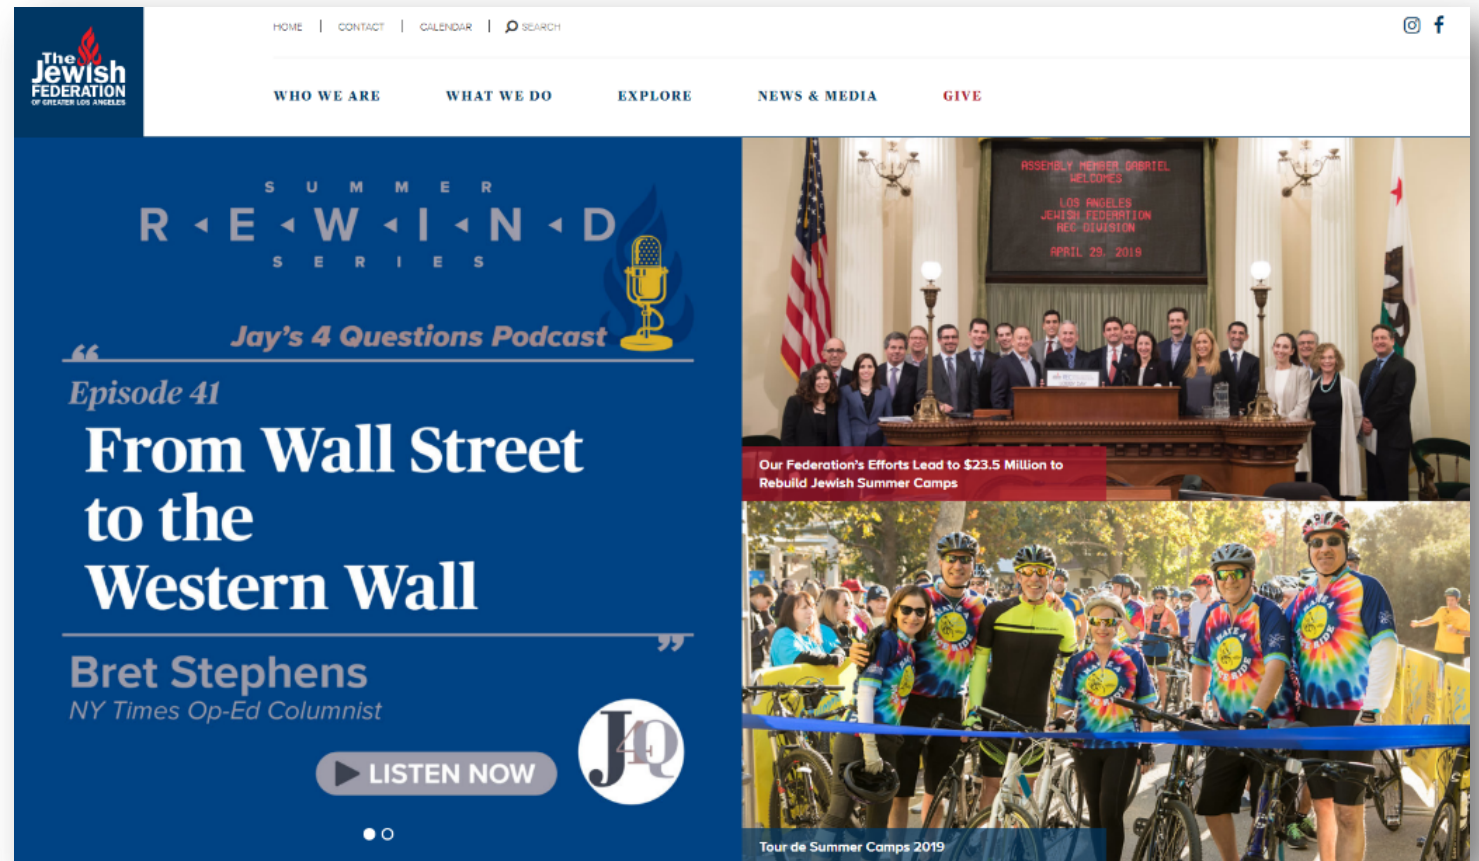 The
Jewish
FEDERATION
OF GREATER LOS ANGELES
HOME | CONTACT | CALENDAR | SEARCH
WHO WE ARE WHAT WE DO EXPLORE NEWS & MEDIA GIVE
SUMMER
REWIND
SERIES
Jay's 4 Questions Podcast
“
Episode 41
From Wall Street
to the
Western Wall
”
Bret Stephens
NY Times Op-Ed Columnist
LISTEN NOW
J4Q
ASSEMBLY MEMBER GABRIEL
WELCOMES
LOS ANGELES
JEWISH FEDERATION
REC DIVISION
APRIL 29, 2019
Our Federation's Efforts Lead to $23.5 Million to
Rebuild Jewish Summer Camps
HAVE A
Tour de Summer Camps 2019